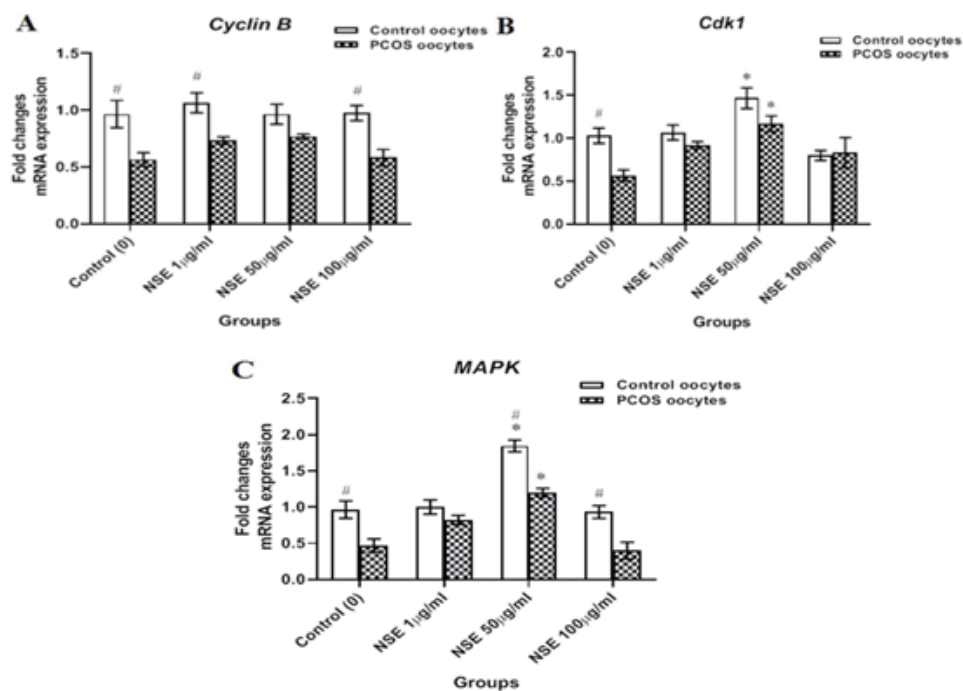 A
Cyclin B
Control oocytes
PCOS oocytes
Fold changes
mRNA expression
1.5
1.0
0.5
0.0
#
#
#
Control (0)
NSE 1µg/ml
NSE 50µg/ml
NSE 100µg/ml
Groups
B
Cdk1
Control oocytes
PCOS oocytes
Fold changes
mRNA expression
2.0
1.5
1.0
0.5
0.0
#
*
*
Control (0)
NSE 1µg/ml
NSE 50µg/ml
NSE 100µg/ml
Groups
C
MAPK
Control oocytes
PCOS oocytes
Fold changes
mRNA expression
2.5
2.0
1.5
1.0
0.5
0.0
#
#
*
*
#
Control (0)
NSE 1µg/ml
NSE 50µg/ml
NSE 100µg/ml
Groups